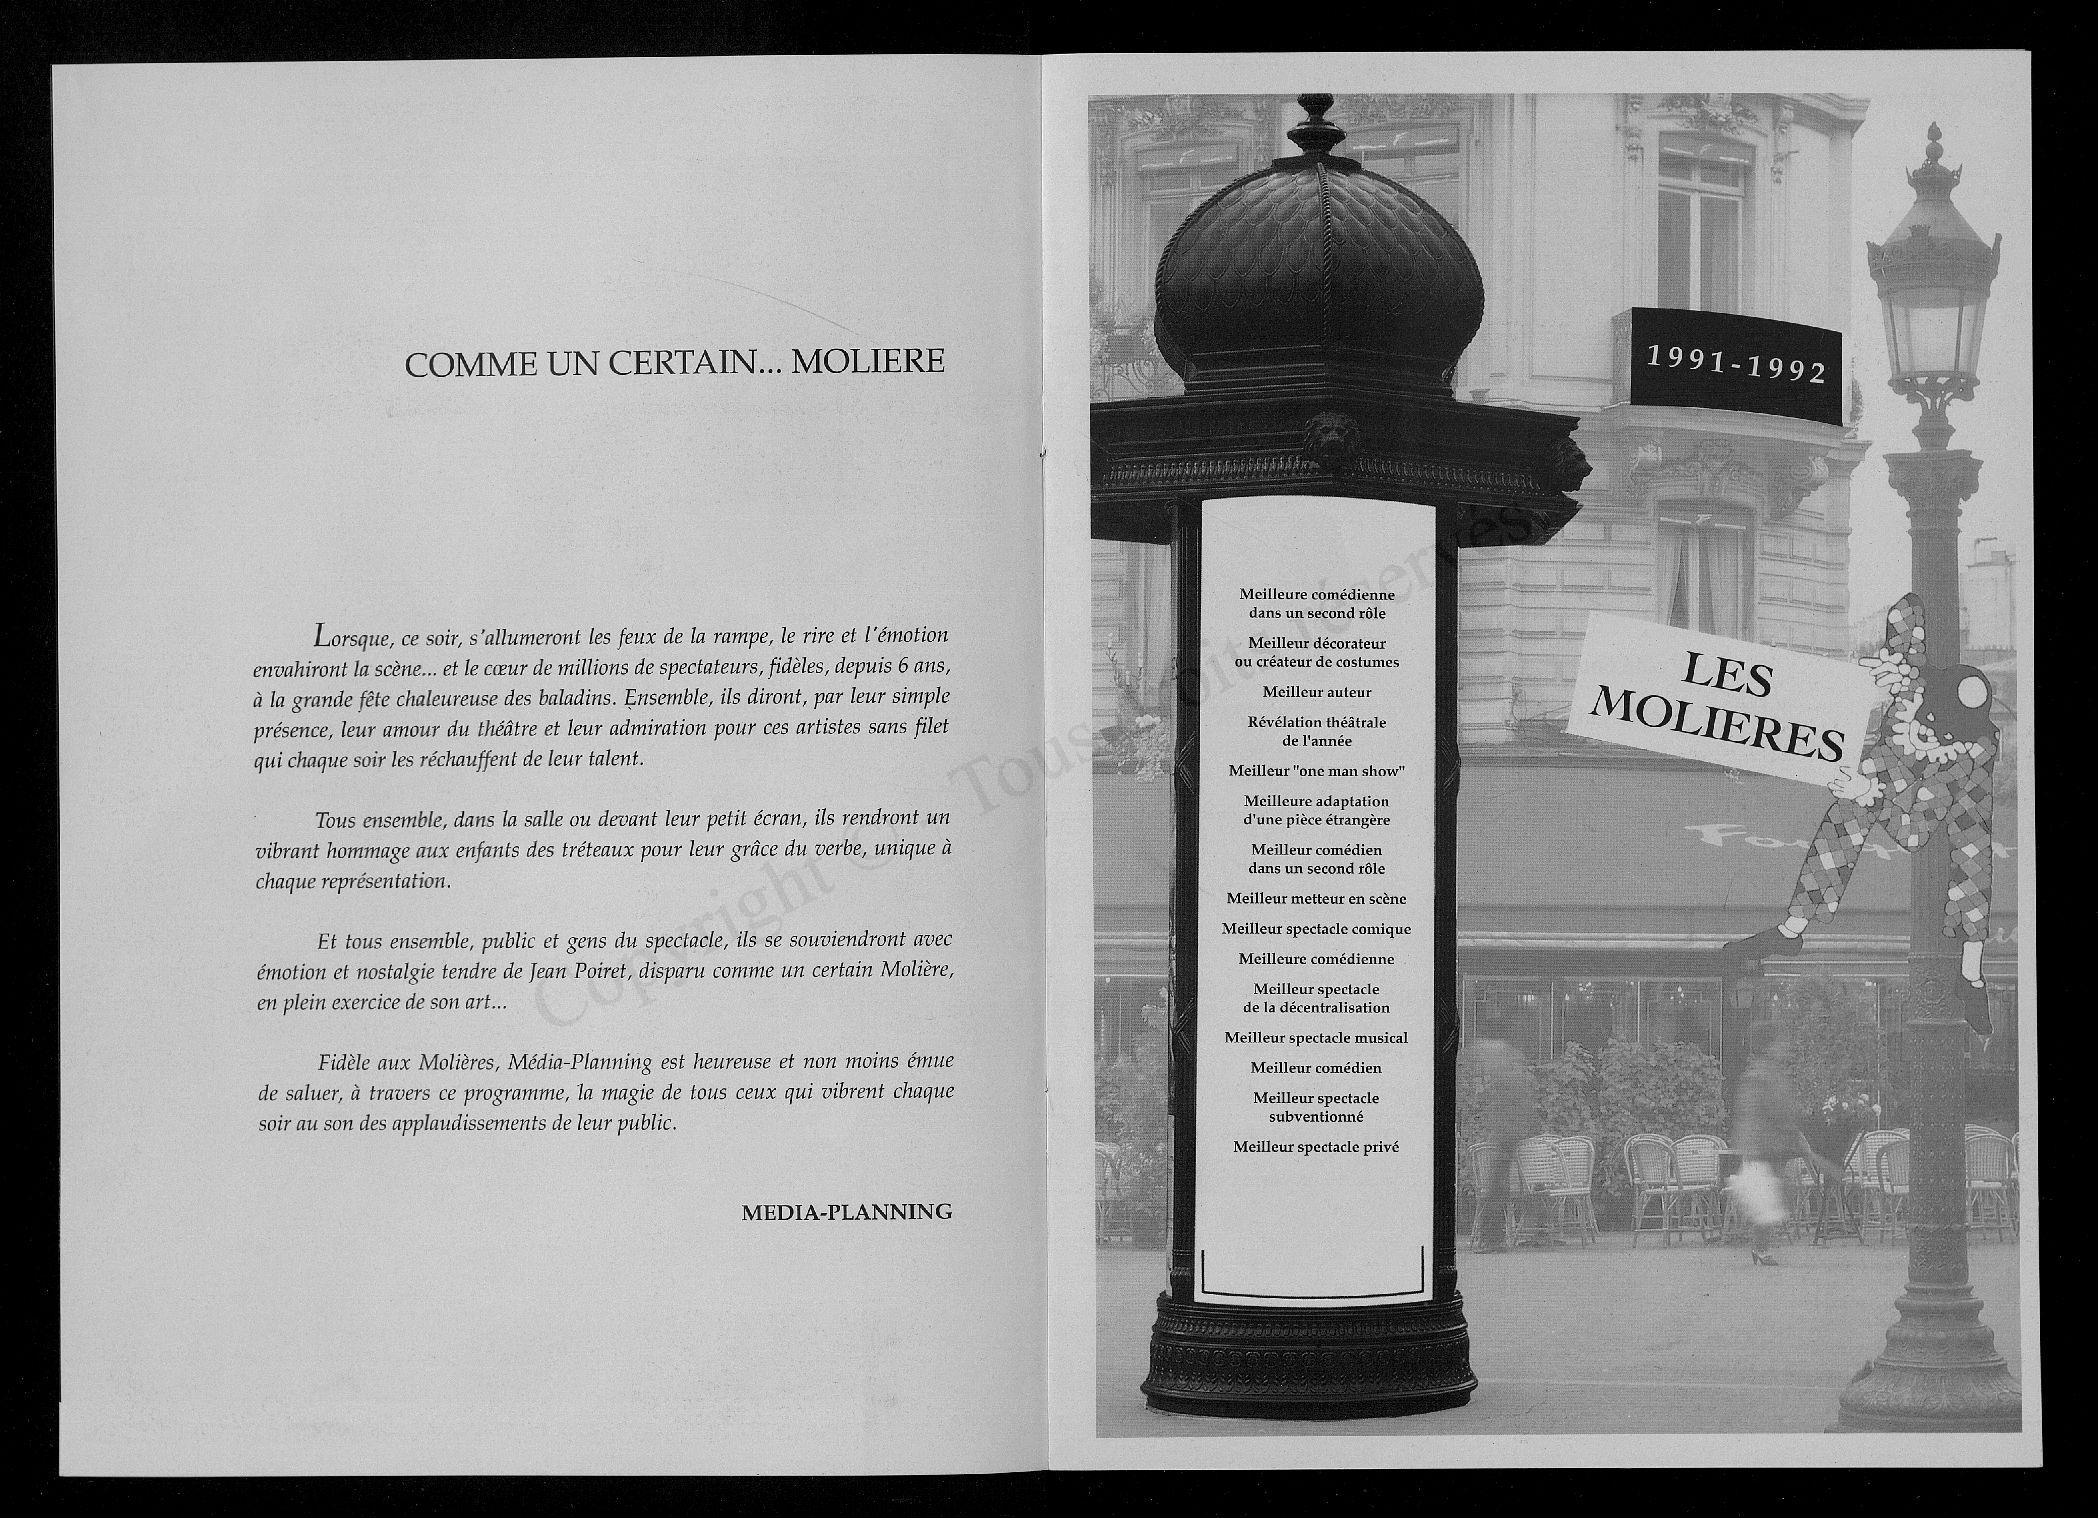 COMME UN CERTAIN... MOLIERE
Lorsque, ce soir, s'allumeront les feux de la rampe, le rire et l'émotion
envahiront la scène... et le cœur de millions de spectateurs, fidèles, depuis 6 ans,
à la grande fête chaleureuse des baladins. Ensemble, ils diront, par leur simple
présence, leur amour du théâtre et leur admiration pour ces artistes sans filet
qui chaque soir les réchauffent de leur talent.
Tous ensemble, dans la salle ou devant leur petit écran, ils rendront un
vibrant hommage aux enfants des tréteaux pour leur grâce du verbe, unique à
chaque représentation.
Et tous ensemble, public et gens du spectacle, ils se souviendront avec
émotion et nostalgie tendre de Jean Poiret, disparu comme un certain Molière,
en plein exercice de son art...
Fidèle aux Molières, Média-Planning est heureuse et non moins émue
de saluer, à travers ce programme, la magie de tous ceux qui vibrent chaque
soir au son des applaudissements de leur public.
MEDIA-PLANNING
Copyright © Tous droits réservés
1991-1992
LES
MOLIERES
Meilleure comédienne
dans un second rôle
Meilleur décorateur
ou créateur de costumes
Meilleur auteur
Révélation théâtrale
de l'année
Meilleur "one man show"
Meilleure adaptation
d'une pièce étrangère
Meilleur comédien
dans un second rôle
Meilleur metteur en scène
Meilleur spectacle comique
Meilleure comédienne
Meilleur spectacle
de la décentralisation
Meilleur spectacle musical
Meilleur comédien
Meilleur spectacle
subventionné
Meilleur spectacle privé